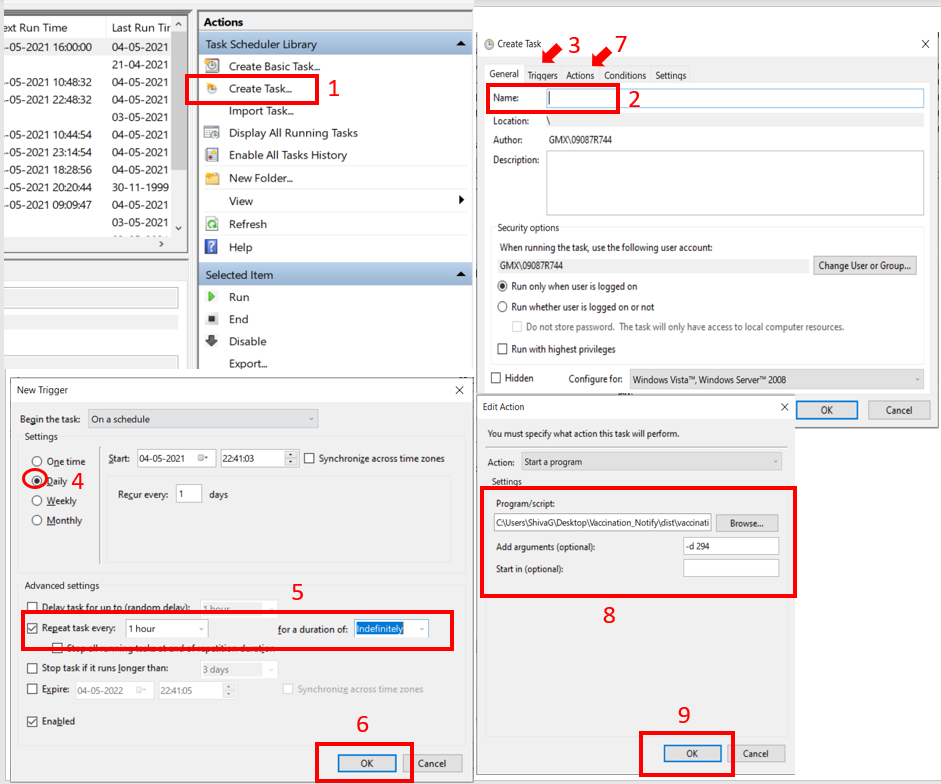 ext Run Time Last Run Tir
-05-2021 16:00:00 04-05-2021
21-04-2021
-05-2021 10:48:32 04-05-2021
-05-2021 22:48:32 04-05-2021
03-05-2021
-05-2021 10:44:54 04-05-2021
-05-2021 23:14:54 04-05-2021
-05-2021 18:28:56 04-05-2021
-05-2021 20:20:44 30-11-1999
-05-2021 09:09:47 04-05-2021
03-05-2021
Actions
Task Scheduler Library
Create Basic Task...
Create Task... 1
Import Task...
Display All Running Tasks
Enable All Tasks History
New Folder...
View
Refresh
Help
Selected Item
Run
End
Disable
Export...
Create Task 3 7
General Triggers Actions Conditions Settings
Name: 2
Location: \
Author: GMX\09087R744
Description:
Security options
When running the task, use the following user account:
GMX\09087R744 Change User or Group...
Run only when user is logged on
Run whether user is logged on or not
Do not store password. The task will only have access to local computer resources.
Run with highest privileges
Hidden Configure for: Windows Vista™, Windows Server™ 2008
OK Cancel
New Trigger
Begin the task: On a schedule
Settings
One time
Daily 4
Weekly
Monthly
Start: 04-05-2021 22:41:03 Synchronize across time zones
Recur every: 1 days
Advanced settings 5
Delay task for up to (random delay): 1 hour
Repeat task every: 1 hour for a duration of: Indefinitely
Stop all running tasks at end of repetition duration
Stop task if it runs longer than: 3 days
Expire: 04-05-2022 22:41:05 Synchronize across time zones
Enabled
6
OK Cancel
Edit Action
You must specify what action this task will perform.
Action: Start a program
Settings
Program/script:
C:\Users\ShivaG\Desktop\Vaccination_Notify\dist\vaccinati Browse...
Add arguments (optional): -d 294
Start in (optional):
8
9
OK Cancel